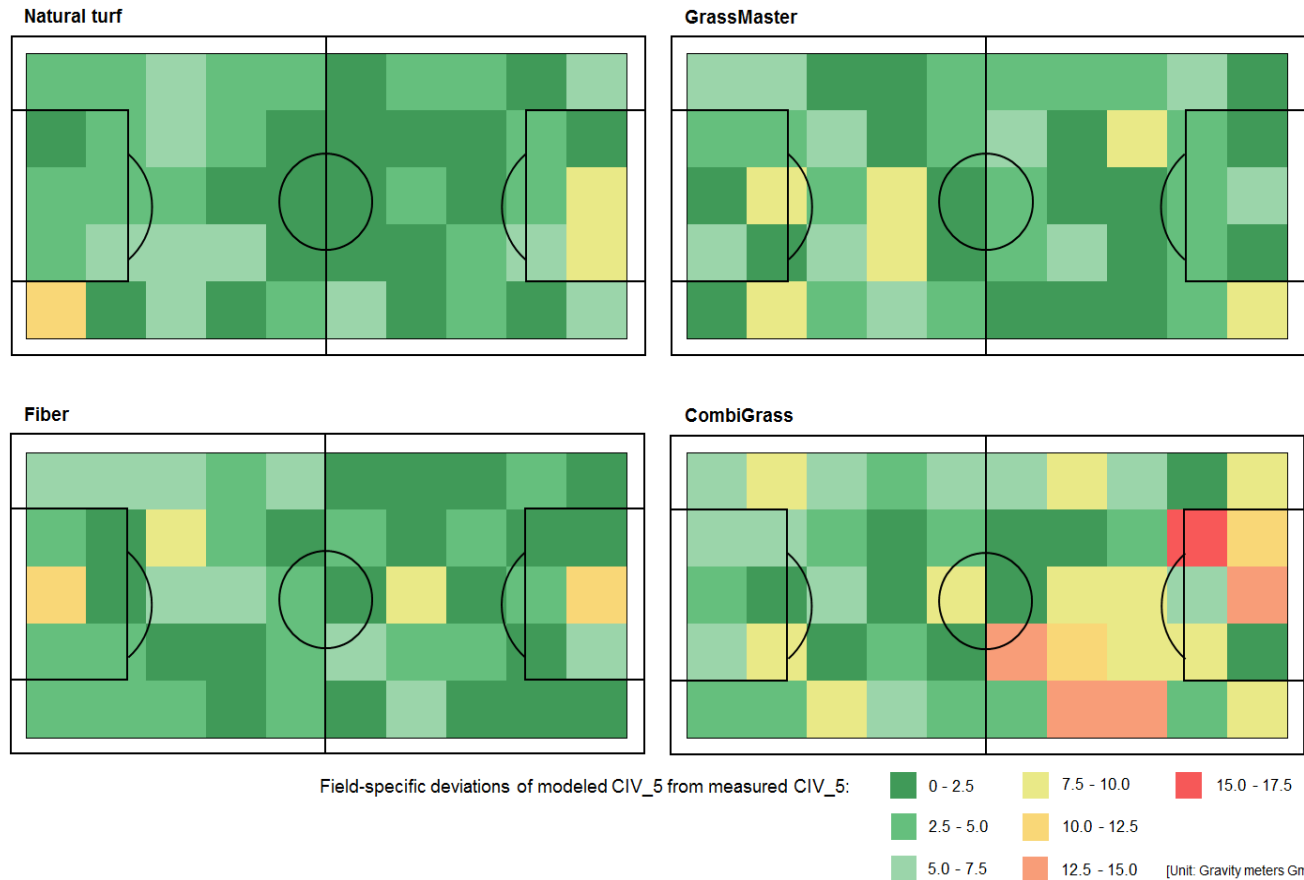 Natural turf
GrassMaster
Fiber
CombiGrass
Field-specific deviations of modeled CIV_5 from measured CIV_5:
0 - 2.5
7.5 - 10.0
15.0 - 17.5
2.5 - 5.0
10.0 - 12.5
5.0 - 7.5
12.5 - 15.0
[Unit: Gravity meters Gm